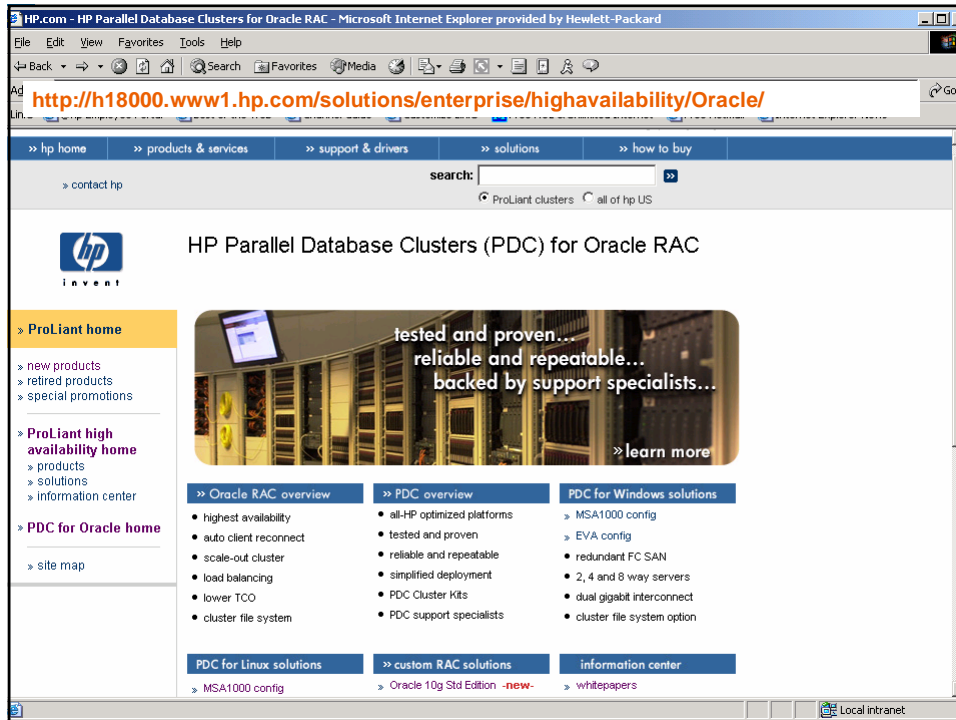 HP.com - HP Parallel Database Clusters for Oracle RAC - Microsoft Internet Explorer provided by Hewlett-Packard
File Edit View Favorites Tools Help
Back Search Favorites Media
http://h18000.www1.hp.com/solutions/enterprise/highavailability/Oracle/
Go
» hp home » products & services » support & drivers » solutions » how to buy
» contact hp
search: »
ProLiant clusters all of hp US
hp
invent
HP Parallel Database Clusters (PDC) for Oracle RAC
» ProLiant home
» new products
» retired products
» special promotions
» ProLiant high
availability home
» products
» solutions
» information center
» PDC for Oracle home
» site map
tested and proven...
reliable and repeatable...
backed by support specialists...
» learn more
» Oracle RAC overview
• highest availability
• auto client reconnect
• scale-out cluster
• load balancing
• lower TCO
• cluster file system
» PDC overview
• all-HP optimized platforms
• tested and proven
• reliable and repeatable
• simplified deployment
• PDC Cluster Kits
• PDC support specialists
PDC for Windows solutions
» MSA1000 config
» EVA config
• redundant FC SAN
• 2, 4 and 8 way servers
• dual gigabit interconnect
• cluster file system option
PDC for Linux solutions
» MSA1000 config
» custom RAC solutions
» Oracle 10g Std Edition -new-
information center
» whitepapers
Local intranet